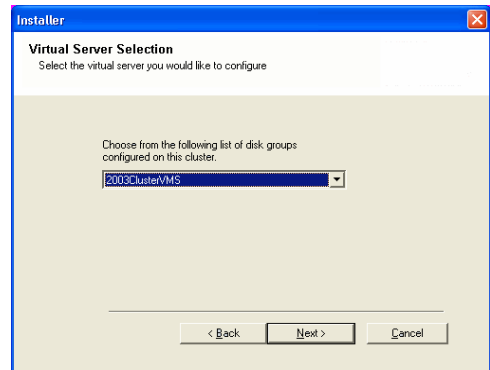 Installer
Virtual Server Selection
Select the virtual server you would like to configure
Choose from the following list of disk groups
configured on this cluster.
2003ClusterVMS
< Back
Next >
Cancel